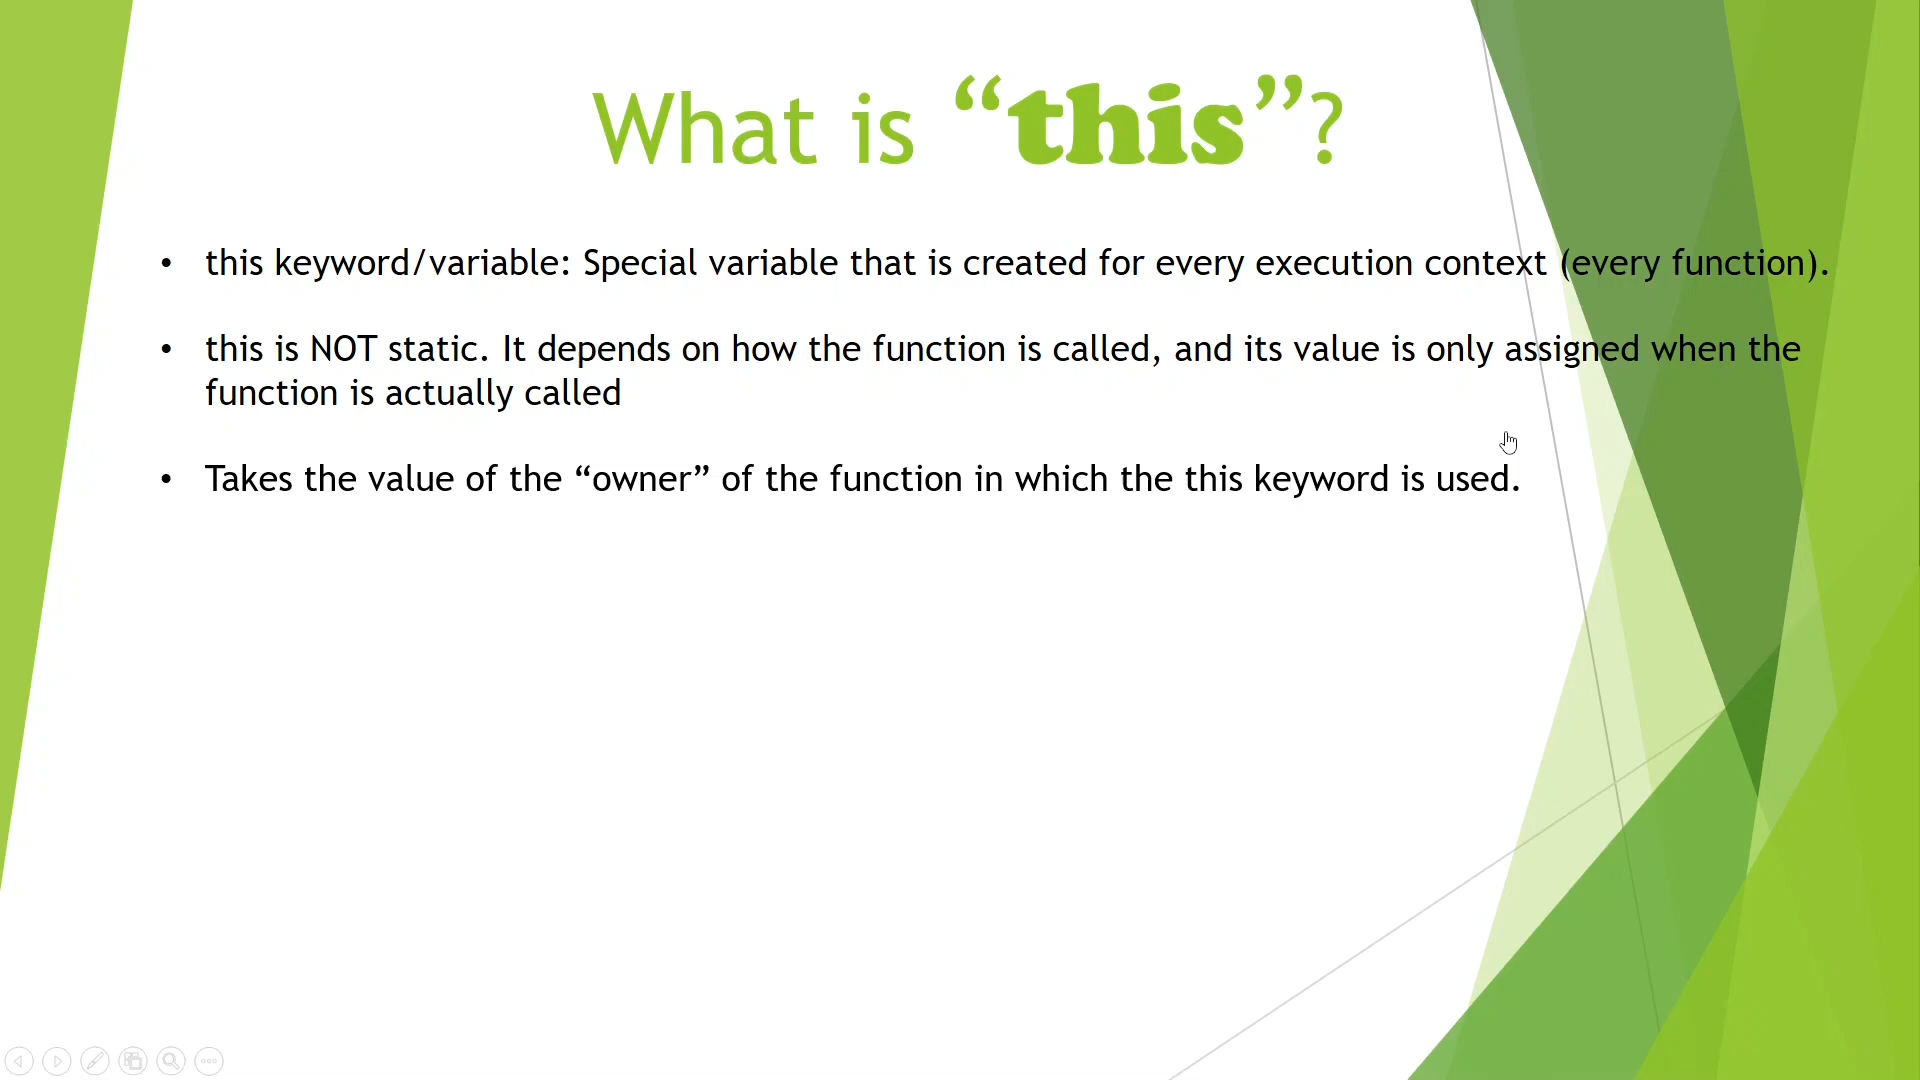 What is “this”?
• this keyword/variable: Special variable that is created for every execution context (every function).
• this is NOT static. It depends on how the function is called, and its value is only assigned when the
function is actually called
• Takes the value of the “owner” of the function in which the this keyword is used.